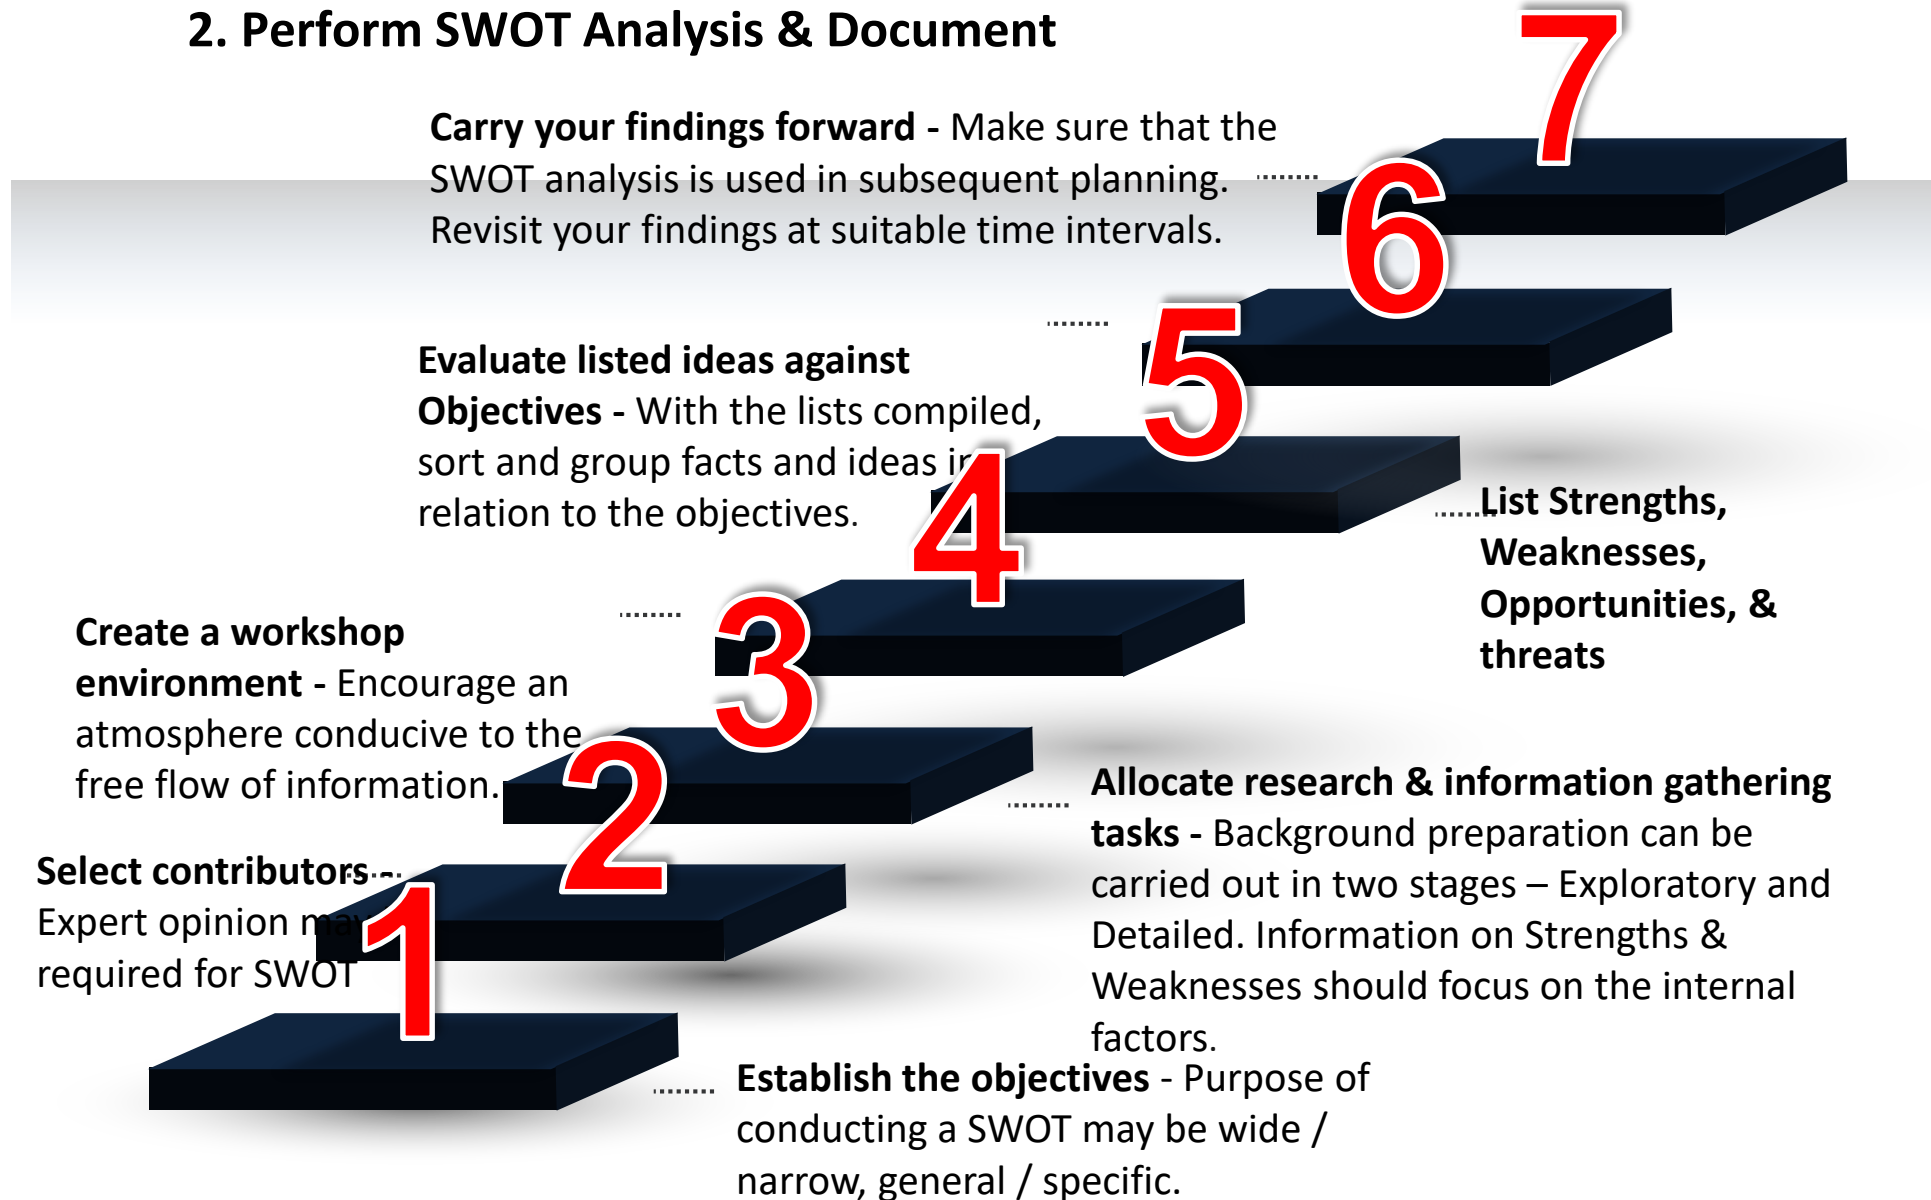 2. Perform SWOT Analysis & Document
7
Carry your findings forward - Make sure that the
SWOT analysis is used in subsequent planning.
Revisit your findings at suitable time intervals.
6
5
Evaluate listed ideas against
Objectives - With the lists compiled,
sort and group facts and ideas in
relation to the objectives.
4
List Strengths,
Weaknesses,
Opportunities, &
threats
3
Create a workshop
environment - Encourage an
atmosphere conducive to the
free flow of information.
2
Allocate research & information gathering
tasks - Background preparation can be
carried out in two stages – Exploratory and
Detailed. Information on Strengths &
Weaknesses should focus on the internal
factors.
Select contributors -
Expert opinion may
required for SWOT
1
Establish the objectives - Purpose of
conducting a SWOT may be wide /
narrow, general / specific.